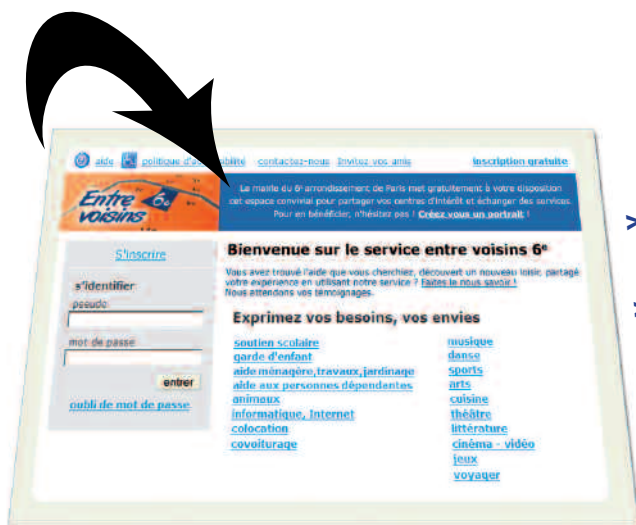 aide politique d'accessibilité contactez-nous Invitez vos amis inscription gratuite
Entre 6e
voisins
La mairie du 6e arrondissement de Paris met gratuitement à votre disposition
cet espace convivial pour partager vos centres d'intérêt et échanger des services.
Pour en bénéficier, n'hésitez pas ! Créez vous un portrait !
S'inscrire
s'identifier
pseudo
mot de passe
entrer
oubli de mot de passe
Bienvenue sur le service entre voisins 6e
Vous avez trouvé l'aide que vous cherchiez, découvert un nouveau loisir, partagé
votre expérience en utilisant notre service ? Faites le nous savoir !
Nous attendons vos témoignages.
Exprimez vos besoins, vos envies
soutien scolaire
garde d'enfant
aide ménagère,travaux,jardinage
aide aux personnes dépendantes
animaux
informatique, Internet
colocation
covoiturage
musique
danse
sports
arts
cuisine
théâtre
littérature
cinéma - vidéo
jeux
voyager
>